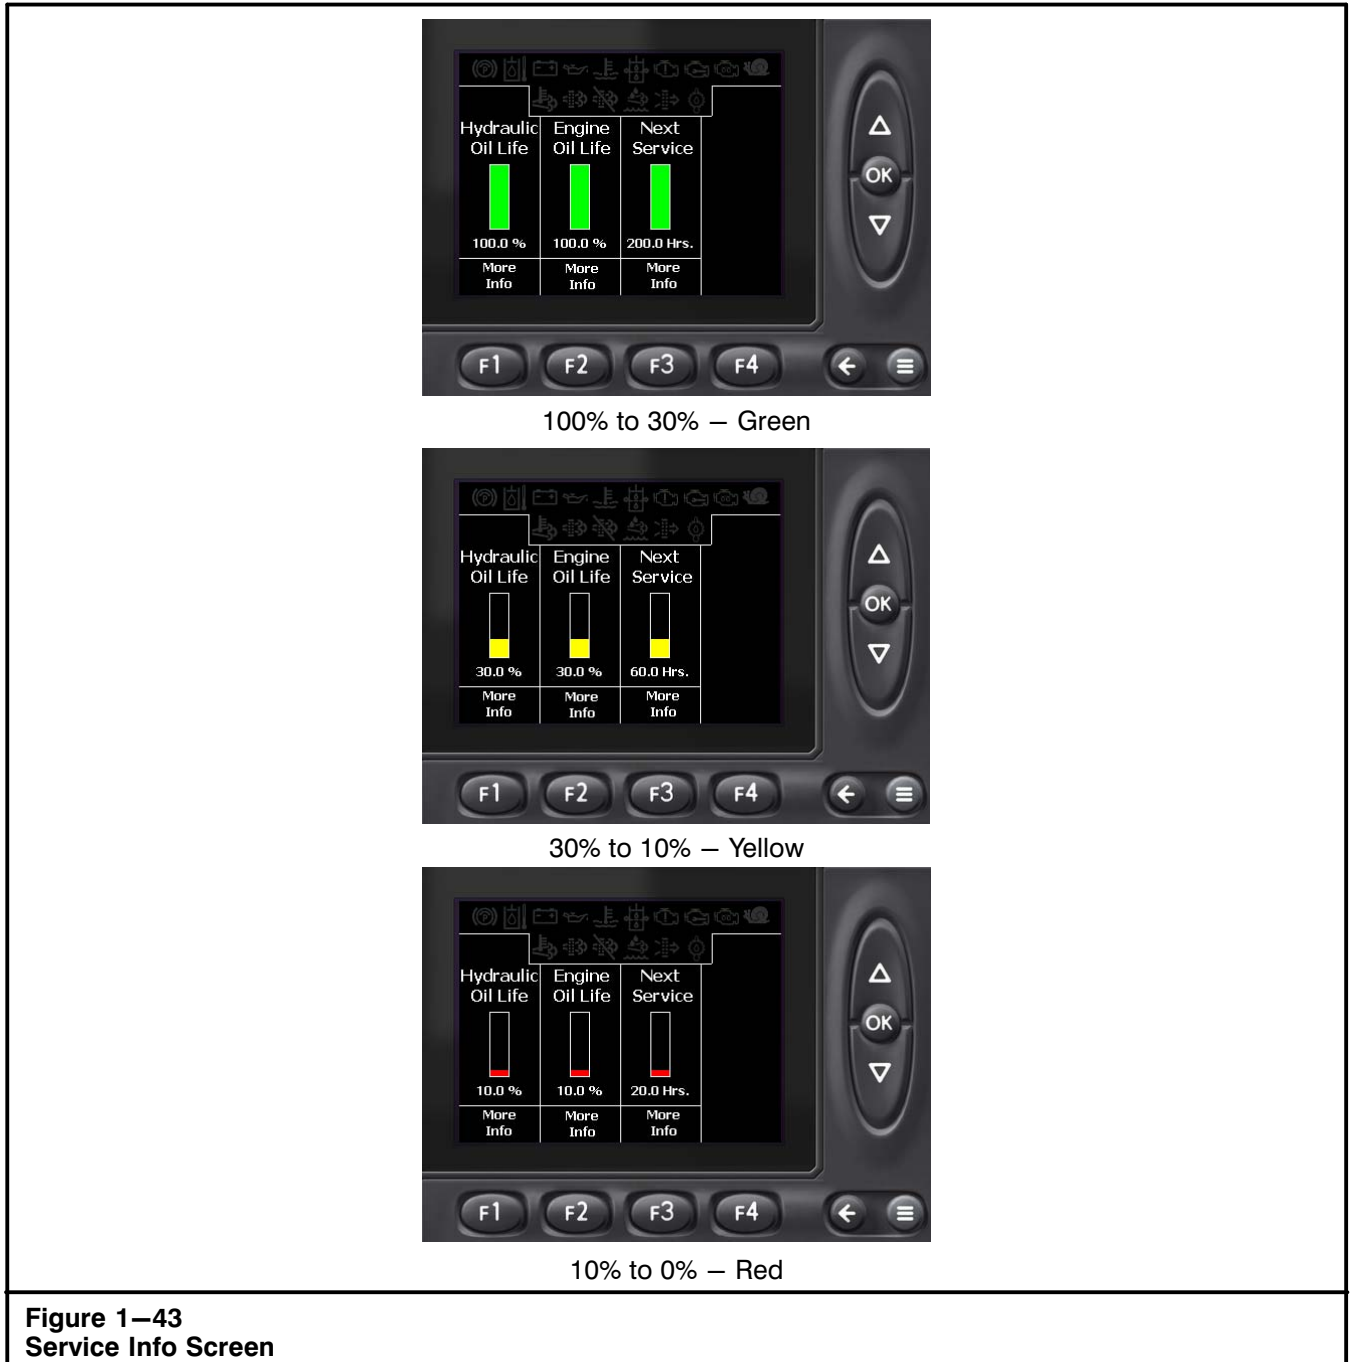 Hydraulic Oil Life
Engine Oil Life
Next Service
100.0 %
100.0 %
200.0 Hrs.
More Info
More Info
More Info
OK
F1
F2
F3
F4
100% to 30% – Green
Hydraulic Oil Life
Engine Oil Life
Next Service
30.0 %
30.0 %
60.0 Hrs.
More Info
More Info
More Info
OK
F1
F2
F3
F4
30% to 10% – Yellow
Hydraulic Oil Life
Engine Oil Life
Next Service
10.0 %
10.0 %
20.0 Hrs.
More Info
More Info
More Info
OK
F1
F2
F3
F4
10% to 0% – Red
Figure 1–43
Service Info Screen